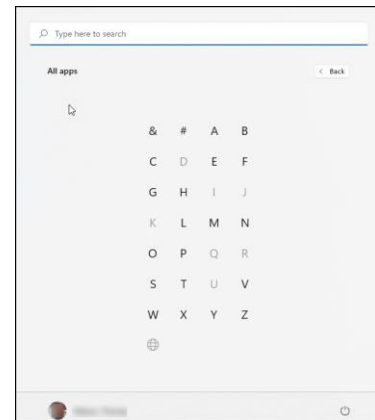 Type here to search
All apps
< Back
& # A B
C D E F
G H I J
K L M N
O P Q R
S T U V
W X Y Z